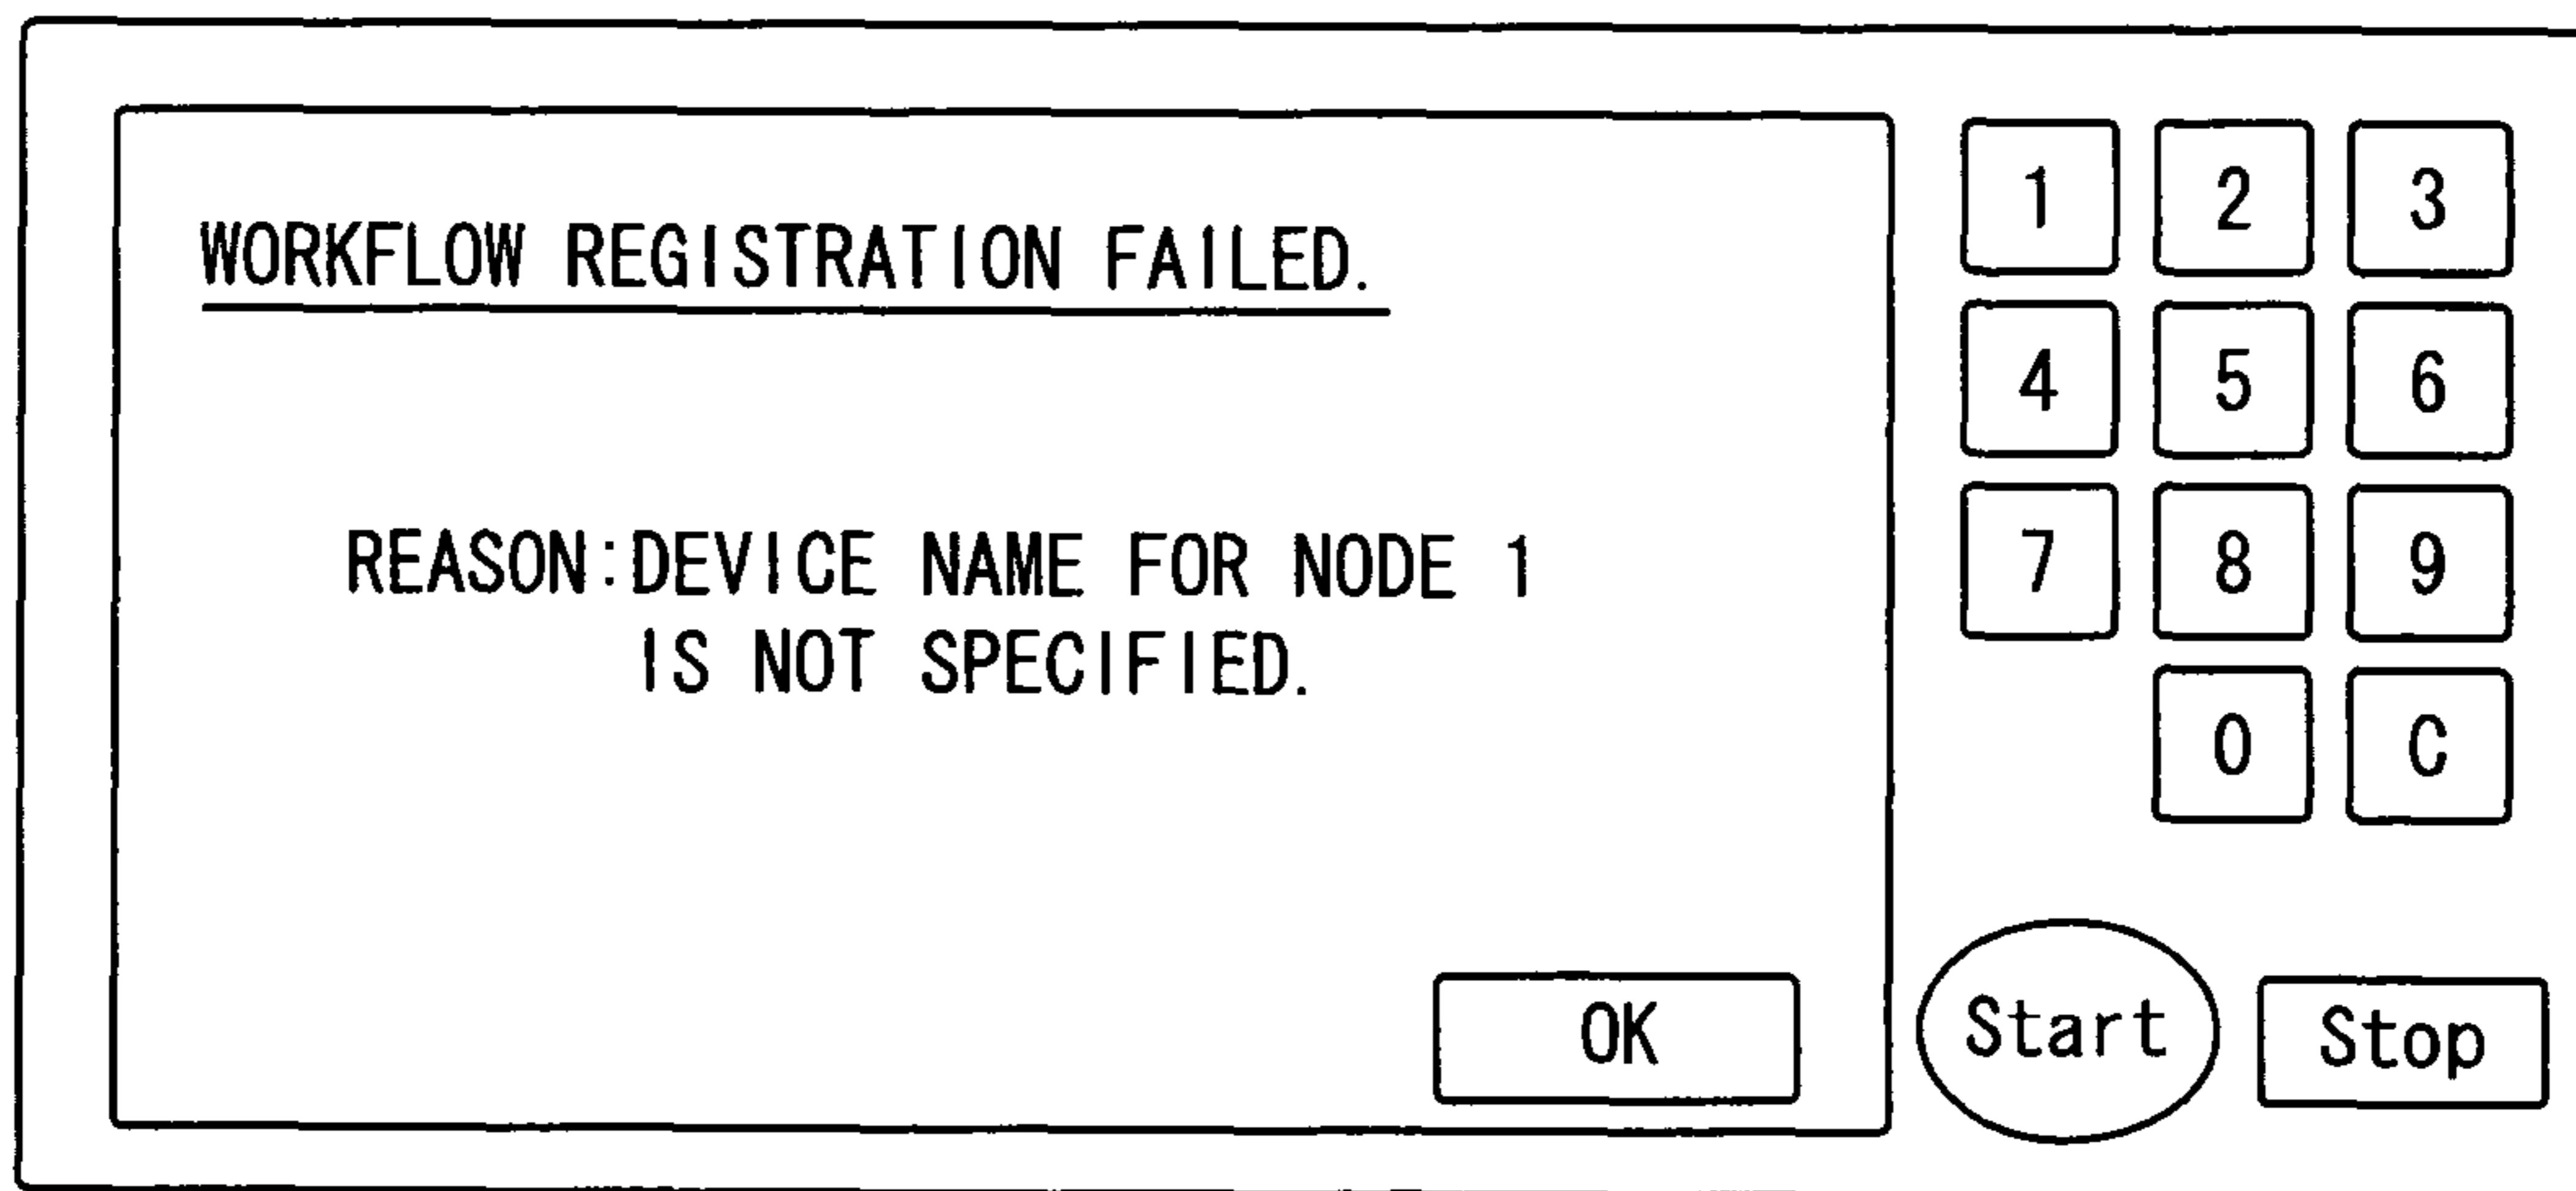 WORKFLOW REGISTRATION FAILED.
REASON:DEVICE NAME FOR NODE 1
IS NOT SPECIFIED.
OK
1 2 3
4 5 6
7 8 9
0 C
Start Stop